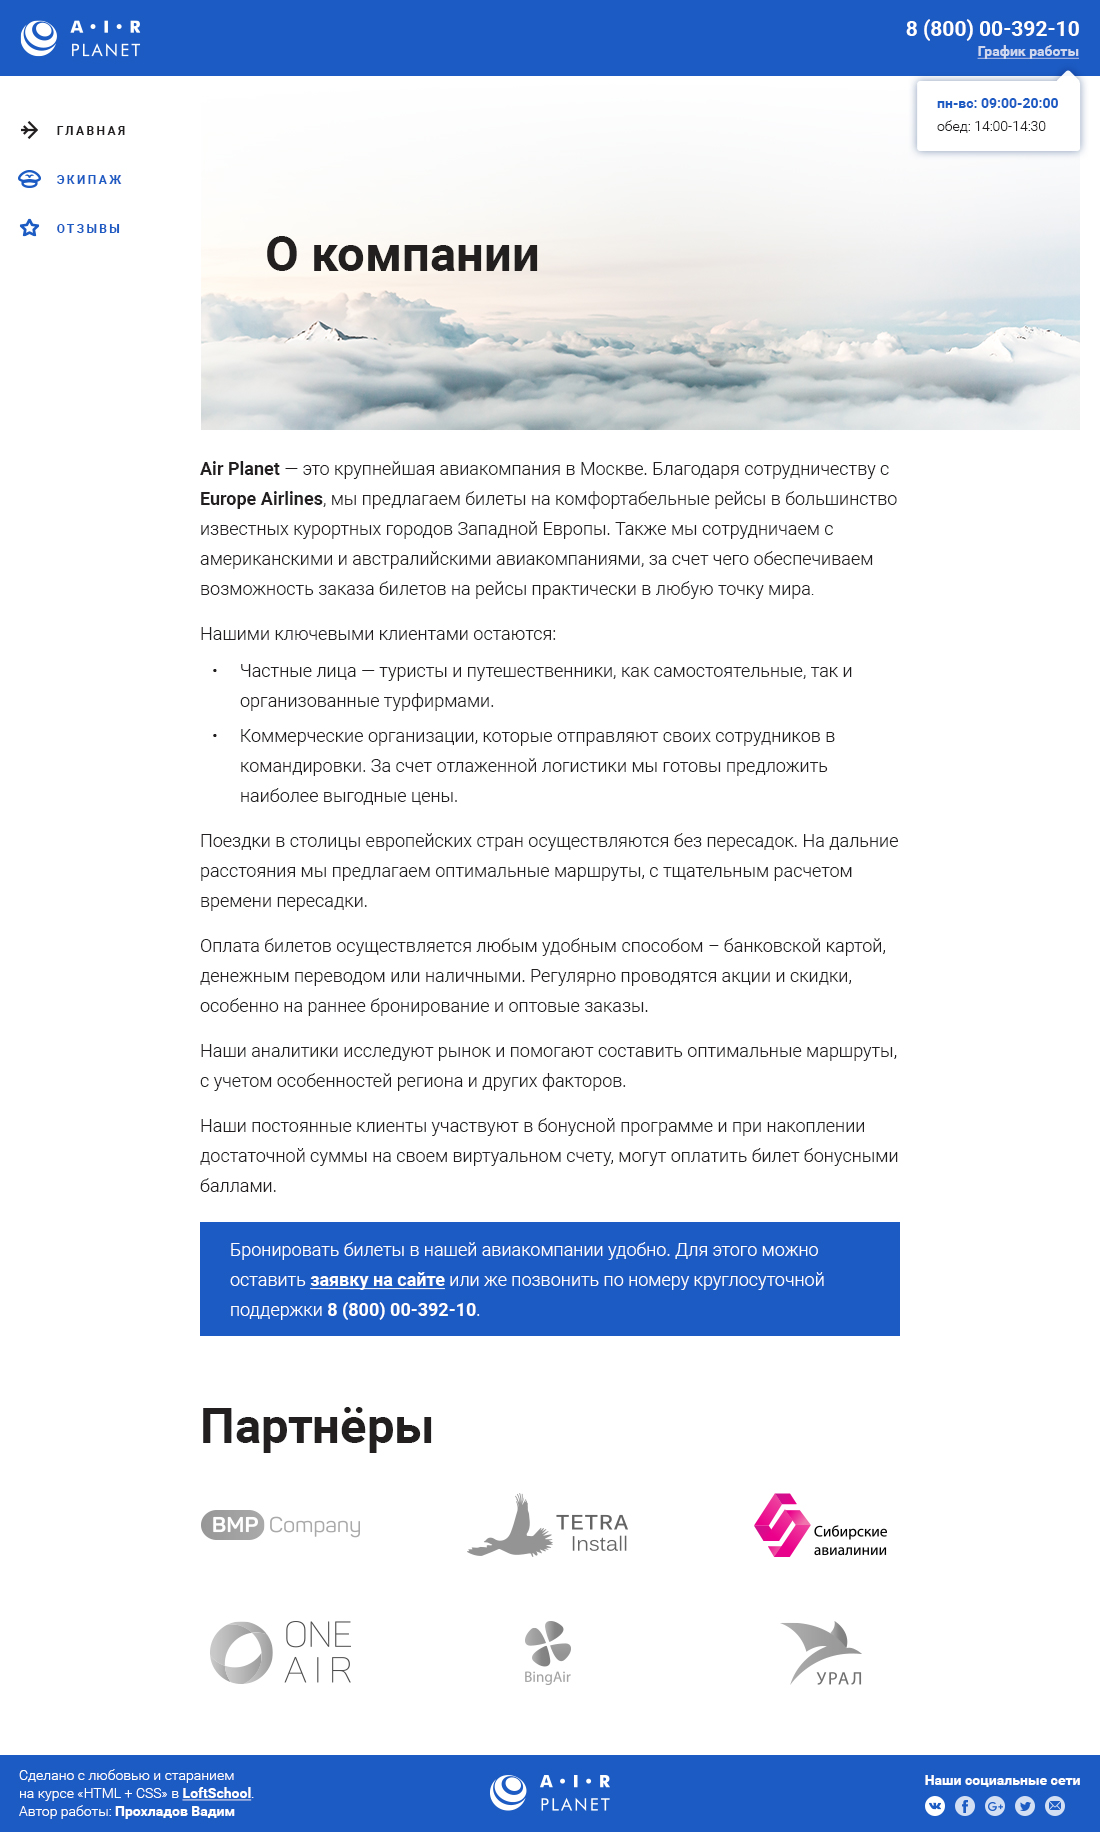 A·I·R
PLANET
8 (800) 00-392-10
График работы
пн-вс: 09:00-20:00
обед: 14:00-14:30
ГЛАВНАЯ
ЭКИПАЖ
ОТЗЫВЫ
О компании
Air Planet — это крупнейшая авиакомпания в Москве. Благодаря сотрудничеству с
Europe Airlines, мы предлагаем билеты на комфортабельные рейсы в большинство
известных курортных городов Западной Европы. Также мы сотрудничаем с
американскими и австралийскими авиакомпаниями, за счет чего обеспечиваем
возможность заказа билетов на рейсы практически в любую точку мира.
Нашими ключевыми клиентами остаются:
• Частные лица — туристы и путешественники, как самостоятельные, так и
организованные турфирмами.
• Коммерческие организации, которые отправляют своих сотрудников в
командировки. За счет отлаженной логистики мы готовы предложить
наиболее выгодные цены.
Поездки в столицы европейских стран осуществляются без пересадок. На дальние
расстояния мы предлагаем оптимальные маршруты, с тщательным расчетом
времени пересадки.
Оплата билетов осуществляется любым удобным способом – банковской картой,
денежным переводом или наличными. Регулярно проводятся акции и скидки,
особенно на раннее бронирование и оптовые заказы.
Наши аналитики исследуют рынок и помогают составить оптимальные маршруты,
с учетом особенностей региона и других факторов.
Наши постоянные клиенты участвуют в бонусной программе и при накоплении
достаточной суммы на своем виртуальном счету, могут оплатить билет бонусными
баллами.
Бронировать билеты в нашей авиакомпании удобно. Для этого можно
оставить заявку на сайте или же позвонить по номеру круглосуточной
поддержки 8 (800) 00-392-10.
Партнёры
BMP Company
TETRA
Install
Сибирские
авиалинии
ONE
AIR
BingAir
УРАЛ
Сделано с любовью и старанием
на курсе «HTML + CSS» в LoftSchool.
Автор работы: Прохладов Вадим
A·I·R
PLANET
Наши социальные сети